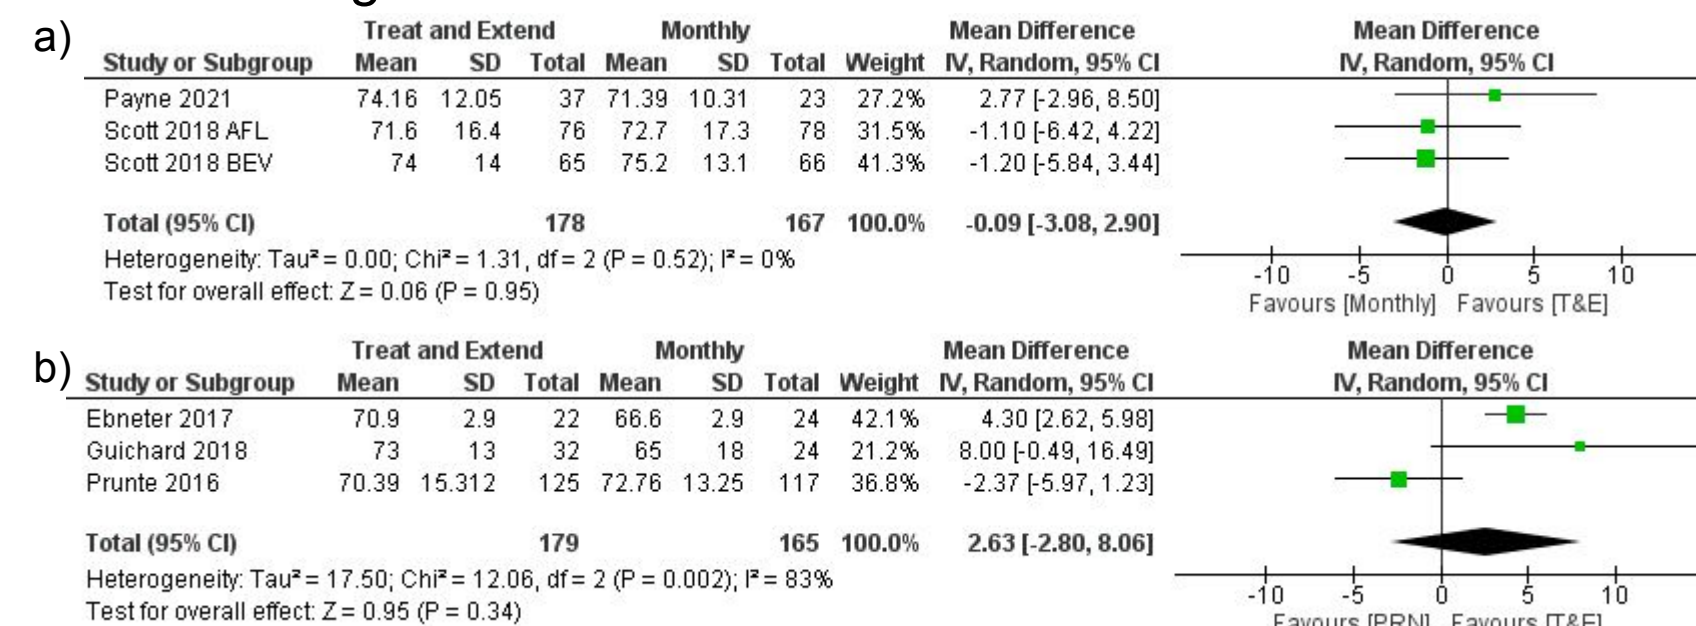 a)
Treat and Extend Monthly Mean Difference Mean Difference
Study or Subgroup Mean SD Total Mean SD Total Weight IV, Random, 95% CI IV, Random, 95% CI
Payne 2021 74.16 12.05 37 71.39 10.31 23 27.2% 2.77 [-2.96, 8.50]
Scott 2018 AFL 71.6 16.4 76 72.7 17.3 78 31.5% -1.10 [-6.42, 4.22]
Scott 2018 BEV 74 14 65 75.2 13.1 66 41.3% -1.20 [-5.84, 3.44]
Total (95% CI) 178 167 100.0% -0.09 [-3.08, 2.90]
Heterogeneity: Tau² = 0.00; Chi² = 1.31, df = 2 (P = 0.52); I² = 0%
Test for overall effect: Z = 0.06 (P = 0.95)
-10 -5 0 5 10
Favours [Monthly] Favours [T&E]
b)
Treat and Extend Monthly Mean Difference Mean Difference
Study or Subgroup Mean SD Total Mean SD Total Weight IV, Random, 95% CI IV, Random, 95% CI
Ebneter 2017 70.9 2.9 22 66.6 2.9 24 42.1% 4.30 [2.62, 5.98]
Guichard 2018 73 13 32 65 18 24 21.2% 8.00 [-0.49, 16.49]
Prunte 2016 70.39 15.312 125 72.76 13.25 117 36.8% -2.37 [-5.97, 1.23]
Total (95% CI) 179 165 100.0% 2.63 [-2.80, 8.06]
Heterogeneity: Tau² = 17.50; Chi² = 12.06, df = 2 (P = 0.002); I² = 83%
Test for overall effect: Z = 0.95 (P = 0.34)
-10 -5 0 5 10
Favours [PRN] Favours [T&E]